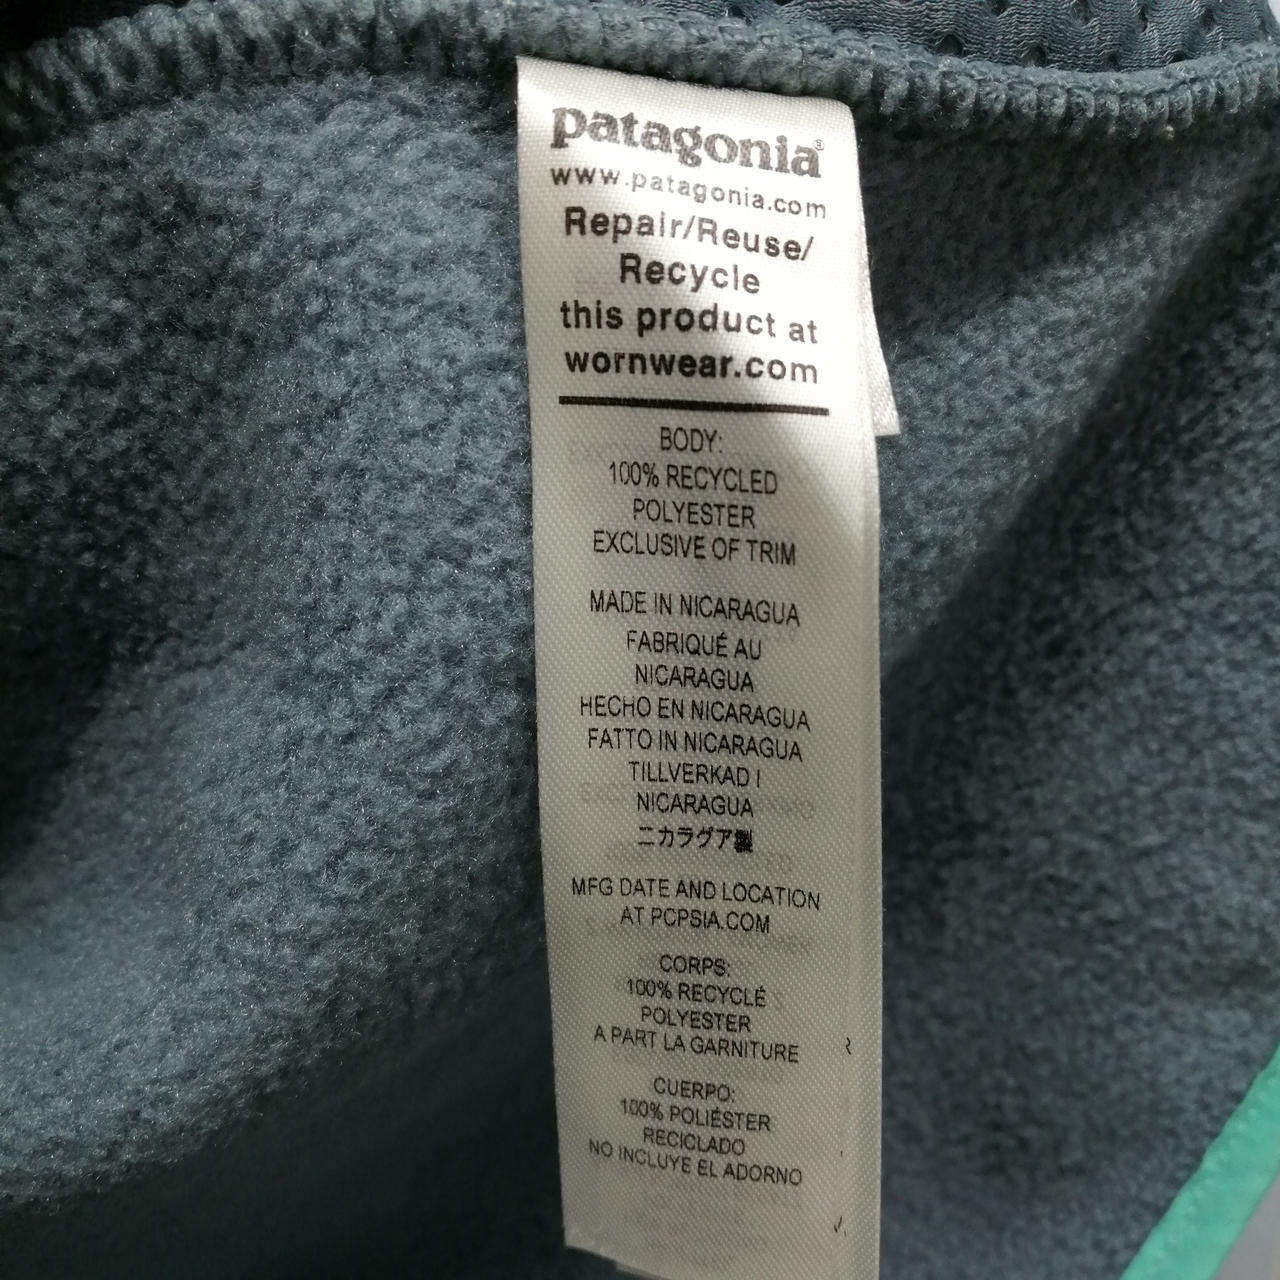 patagonia®
www.patagonia.com
Repair/Reuse/
Recycle
this product at
wornwear.com
BODY:
100% RECYCLED
POLYESTER
EXCLUSIVE OF TRIM
MADE IN NICARAGUA
FABRIQUÉ AU
NICARAGUA
HECHO EN NICARAGUA
FATTO IN NICARAGUA
TILLVERKAD I
NICARAGUA
ニカラグア製
MFG DATE AND LOCATION
AT PCPSIA.COM
CORPS:
100% RECYCLÉ
POLYESTER
A PART LA GARNITURE
CUERPO:
100% POLIÉSTER
RECICLADO
NO INCLUYE EL ADORNO